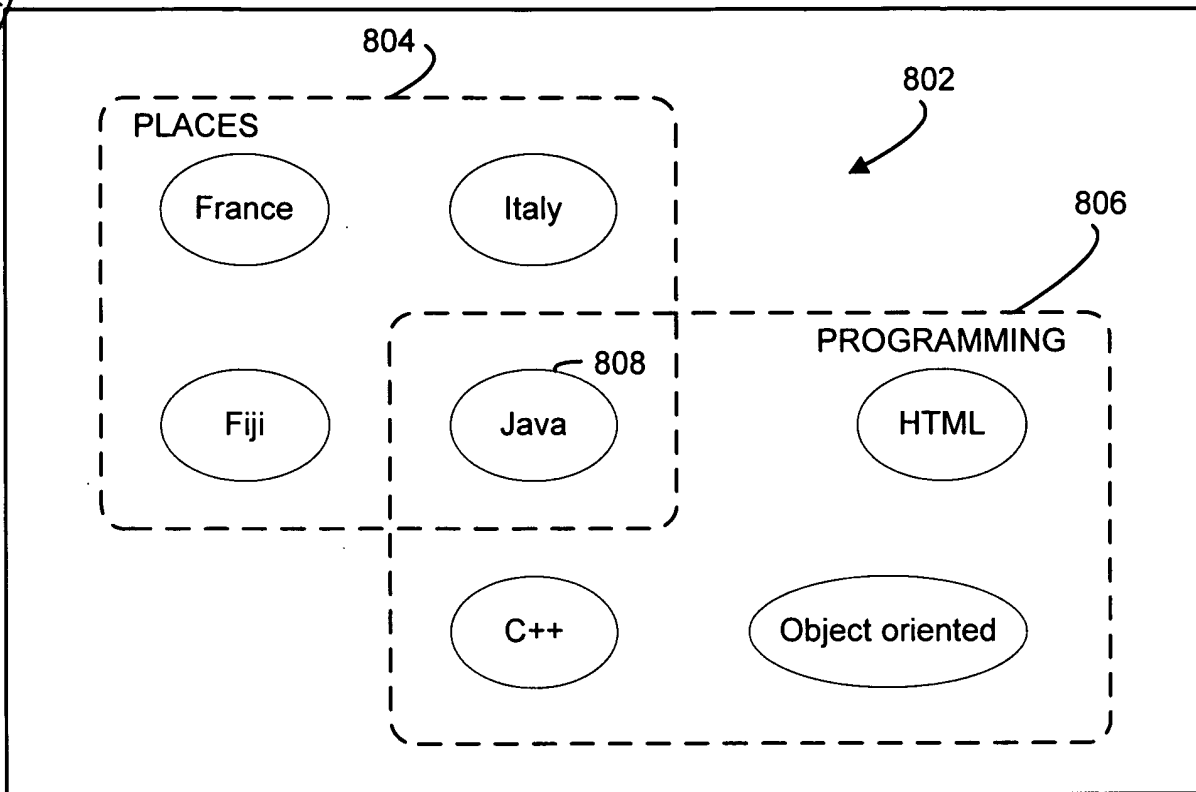 804
802
PLACES
France
Italy
806
PROGRAMMING
808
Fiji
Java
HTML
C++
Object oriented